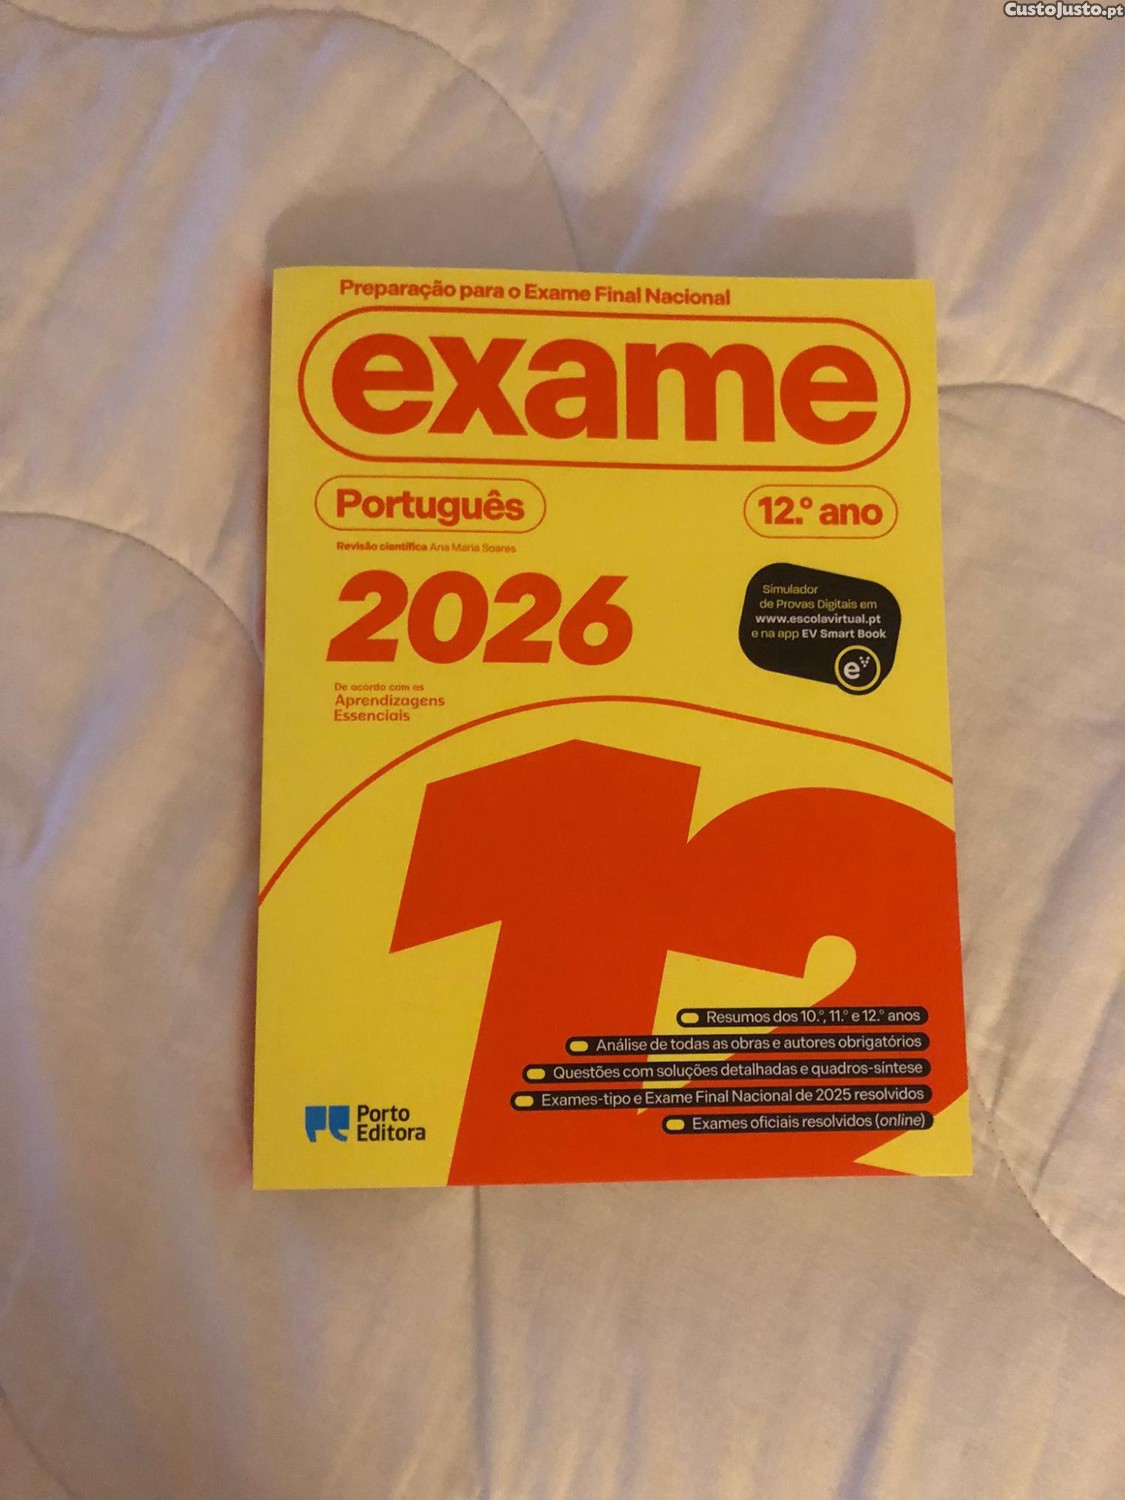 CustoJusto.pt
Preparação para o Exame Final Nacional
exame
Português
12.º ano
Revisão científica Ana Maria Soares
2026
Simulador
de Provas Digitais em
www.escolavirtual.pt
e na app EV Smart Book
e
De acordo com as
Aprendizagens
Essenciais
12
Resumos dos 10.º, 11.º e 12.º anos
Análise de todas as obras e autores obrigatórios
Questões com soluções detalhadas e quadros-síntese
Exames-tipo e Exame Final Nacional de 2025 resolvidos
Exames oficiais resolvidos (online)
Porto
Editora